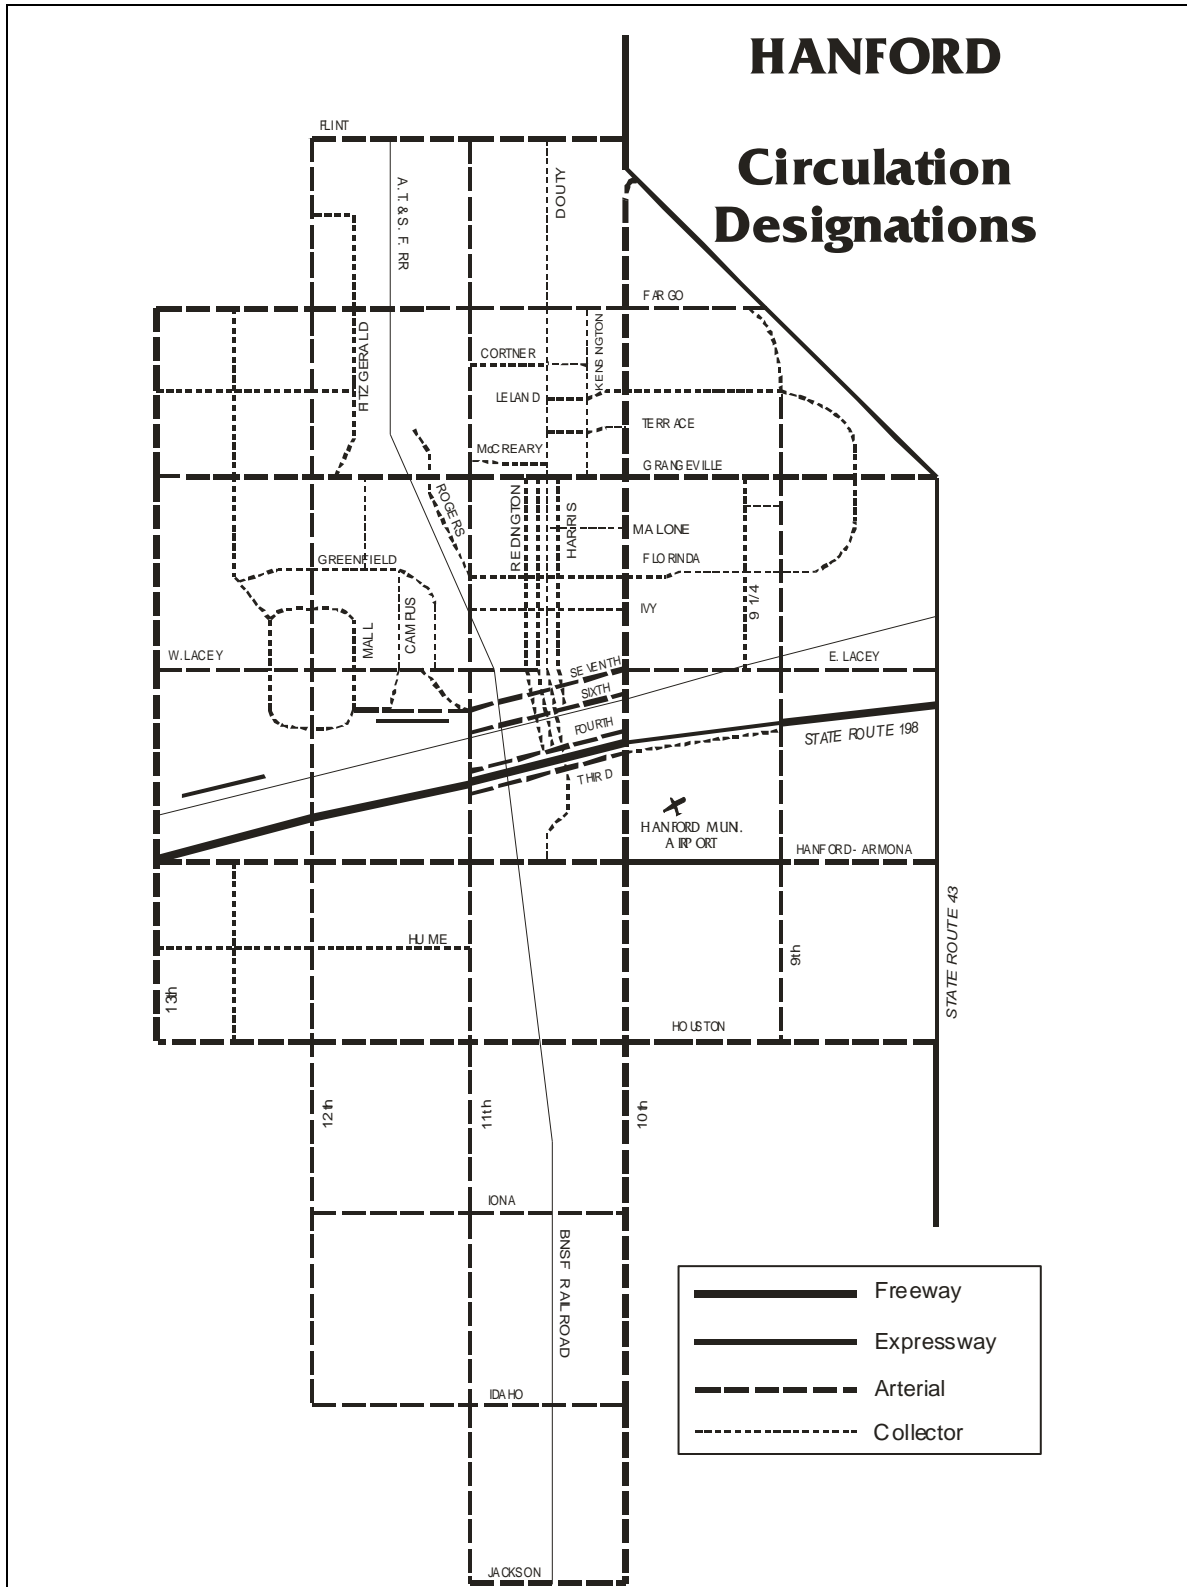 HANFORD
Circulation
Designations
FLINT
A.T.& S. F. RR
DOUTY
FARGO
FITZGERALD
KENSINGTON
CORTNER
LELAND
TERRACE
McCREARY
GRANGEVILLE
ROGERS
REDINGTON
HARRIS
MALONE
GREENFIELD
FLORINDA
9 1/4
IVY
CAMPUS
MALL
W. LACEY
E. LACEY
SEVENTH
SIXTH
FOURTH
STATE ROUTE 198
THIRD
HANFORD MUNI.
AIRPORT
HANFORD- ARMONA
STATE ROUTE 43
HUME
9th
13th
HOUSTON
12th
11th
10th
IONA
BNSF RAILROAD
Freeway
Expressway
Arterial
Collector
IDAHO
JACKSON